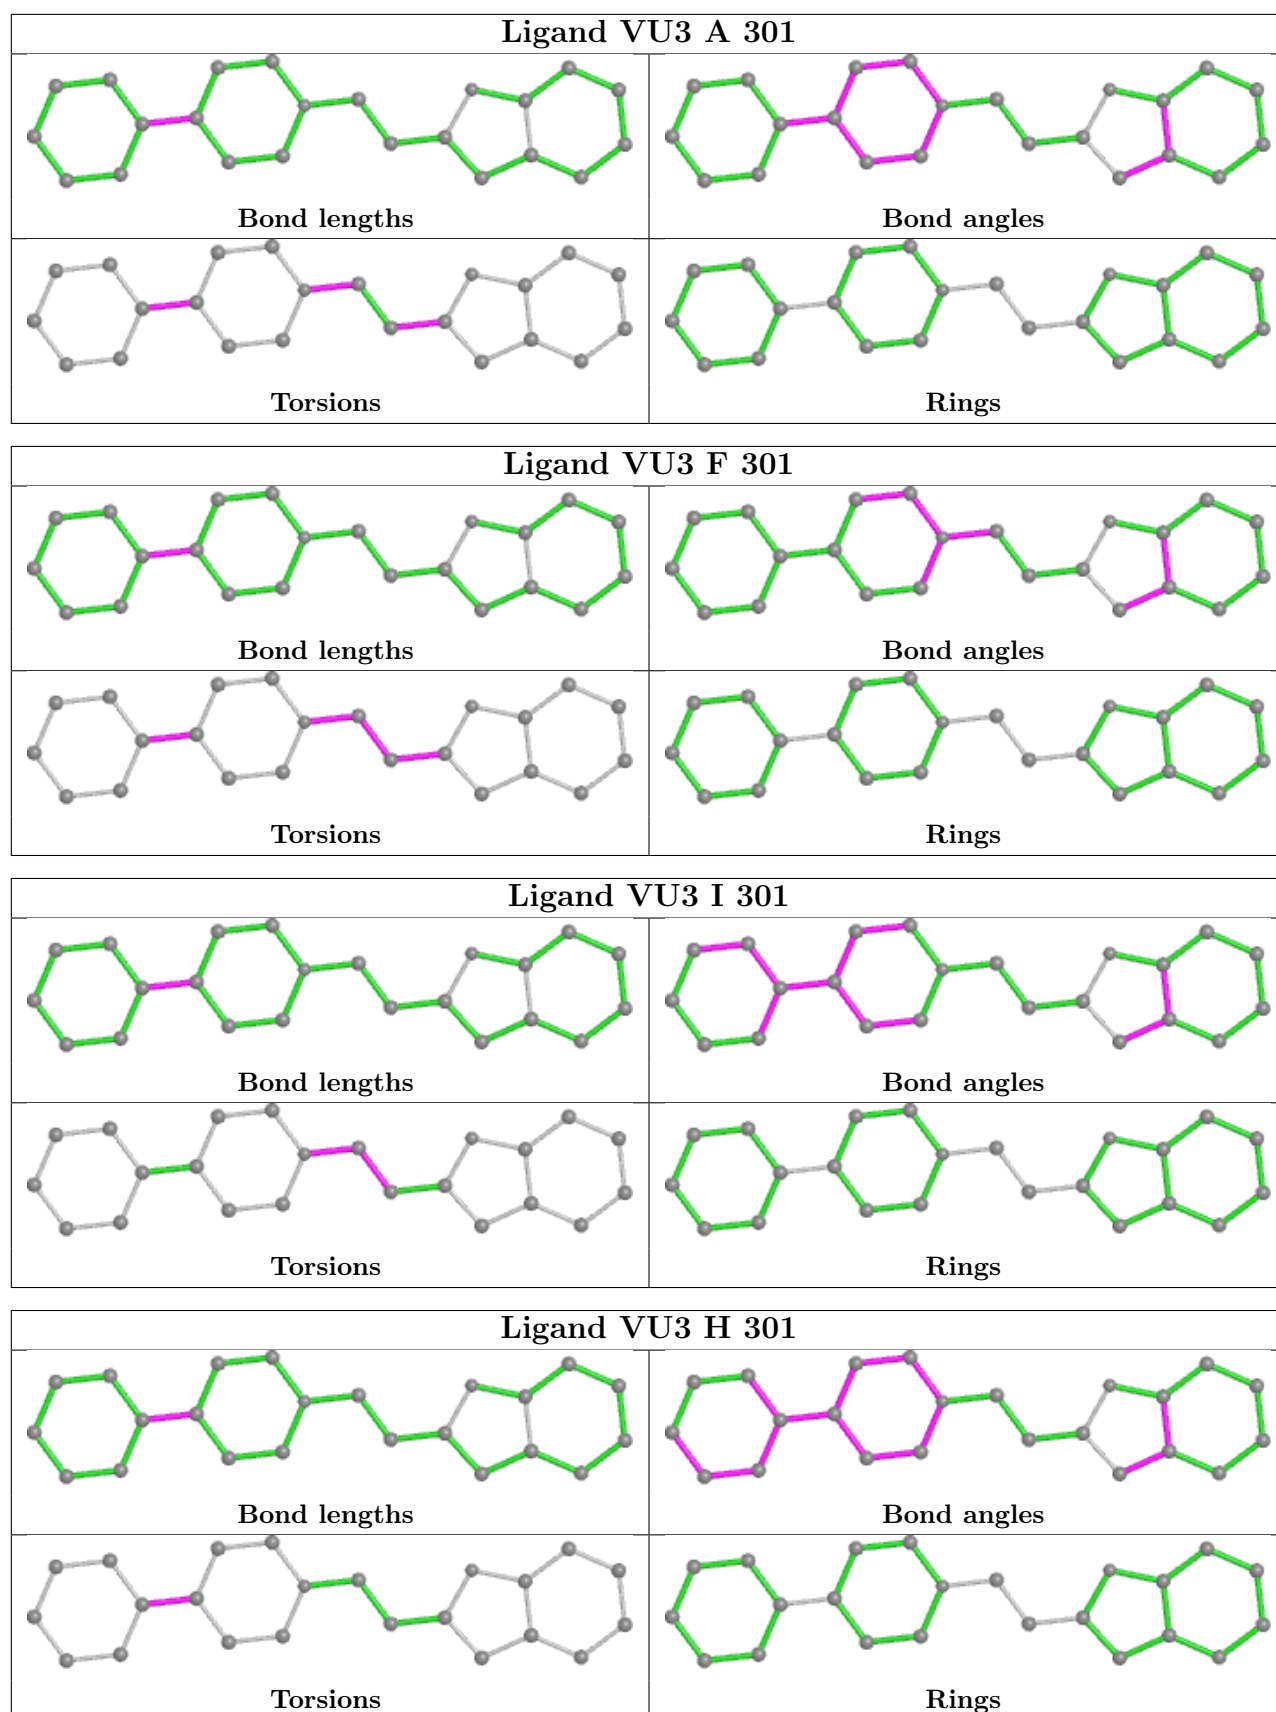 Ligand VU3 A 301
Bond lengths
Bond angles
Torsions
Rings
Ligand VU3 F 301
Bond lengths
Bond angles
Torsions
Rings
Ligand VU3 I 301
Bond lengths
Bond angles
Torsions
Rings
Ligand VU3 H 301
Bond lengths
Bond angles
Torsions
Rings